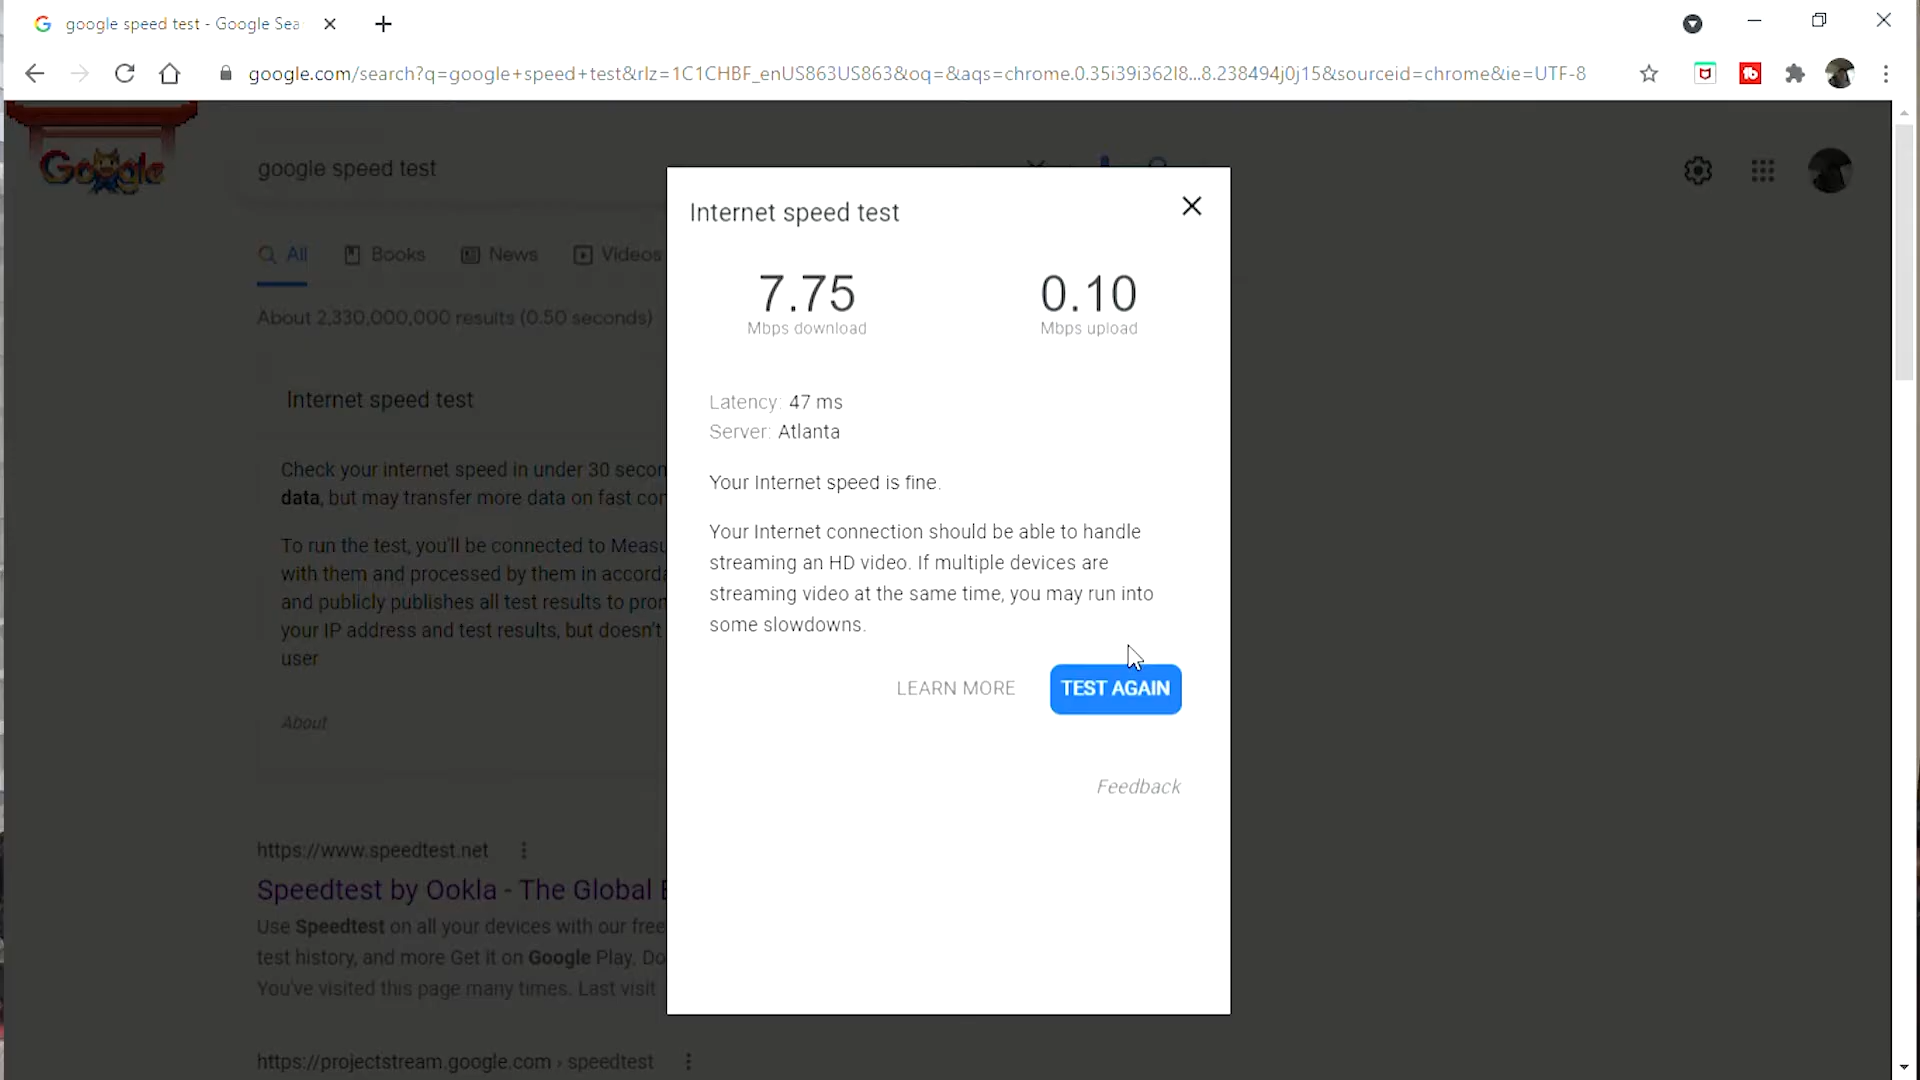 google speed test - Google Sea
google.com/search?q=google+speed+test&rlz=1C1CHBF_enUS863US863&oq=&aqs=chrome.0.35i39i362l8...8.238494j0j15&sourceid=chrome&ie=UTF-8
Google
google speed test
All Books News Videos
About 2,330,000,000 results (0.50 seconds)
Internet speed test
Check your internet speed in under 30 secon
data, but may transfer more data on fast con
To run the test, you'll be connected to Measu
with them and processed by them in accorda
and publicly publishes all test results to pron
your IP address and test results, but doesn't
user
About
https://www.speedtest.net
Speedtest by Ookla - The Global
Use Speedtest on all your devices with our free
test history, and more Get it on Google Play. Do
You've visited this page many times. Last visit
https://projectstream.google.com › speedtest
Internet speed test
7.75 0.10
Mbps download Mbps upload
Latency: 47 ms
Server: Atlanta
Your Internet speed is fine.
Your Internet connection should be able to handle
streaming an HD video. If multiple devices are
streaming video at the same time, you may run into
some slowdowns.
LEARN MORE TEST AGAIN
Feedback